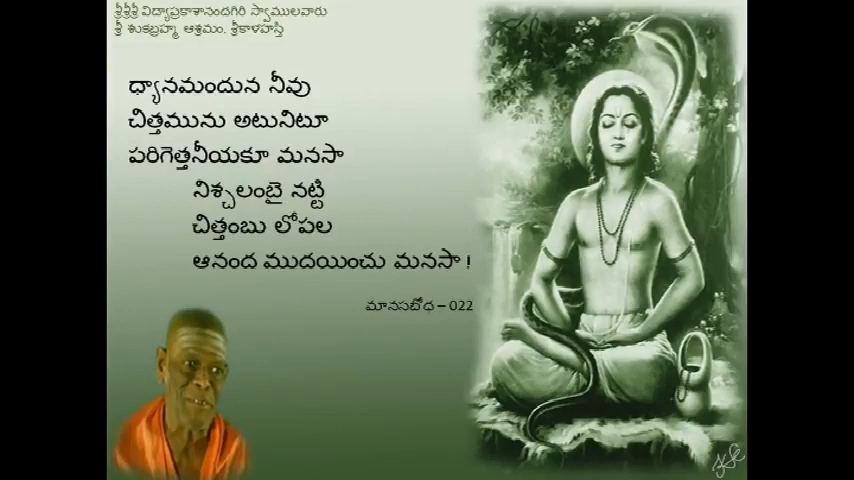 శ్రీశ్రీశ్రీ విద్యాప్రకాశానందగిరి స్వాములవారు
శ్రీ శుకబ్రహ్మ ఆశ్రమం, శ్రీకాళహస్తి
ధ్యానమందున నీవు
చిత్తమును అటునిటూ
పరిగెత్తనీయకూ మనసా
నిశ్చలంబై నట్టి
చిత్తంబు లోపల
ఆనంద ముదయించు మనసా !
మానసబోధ – 022